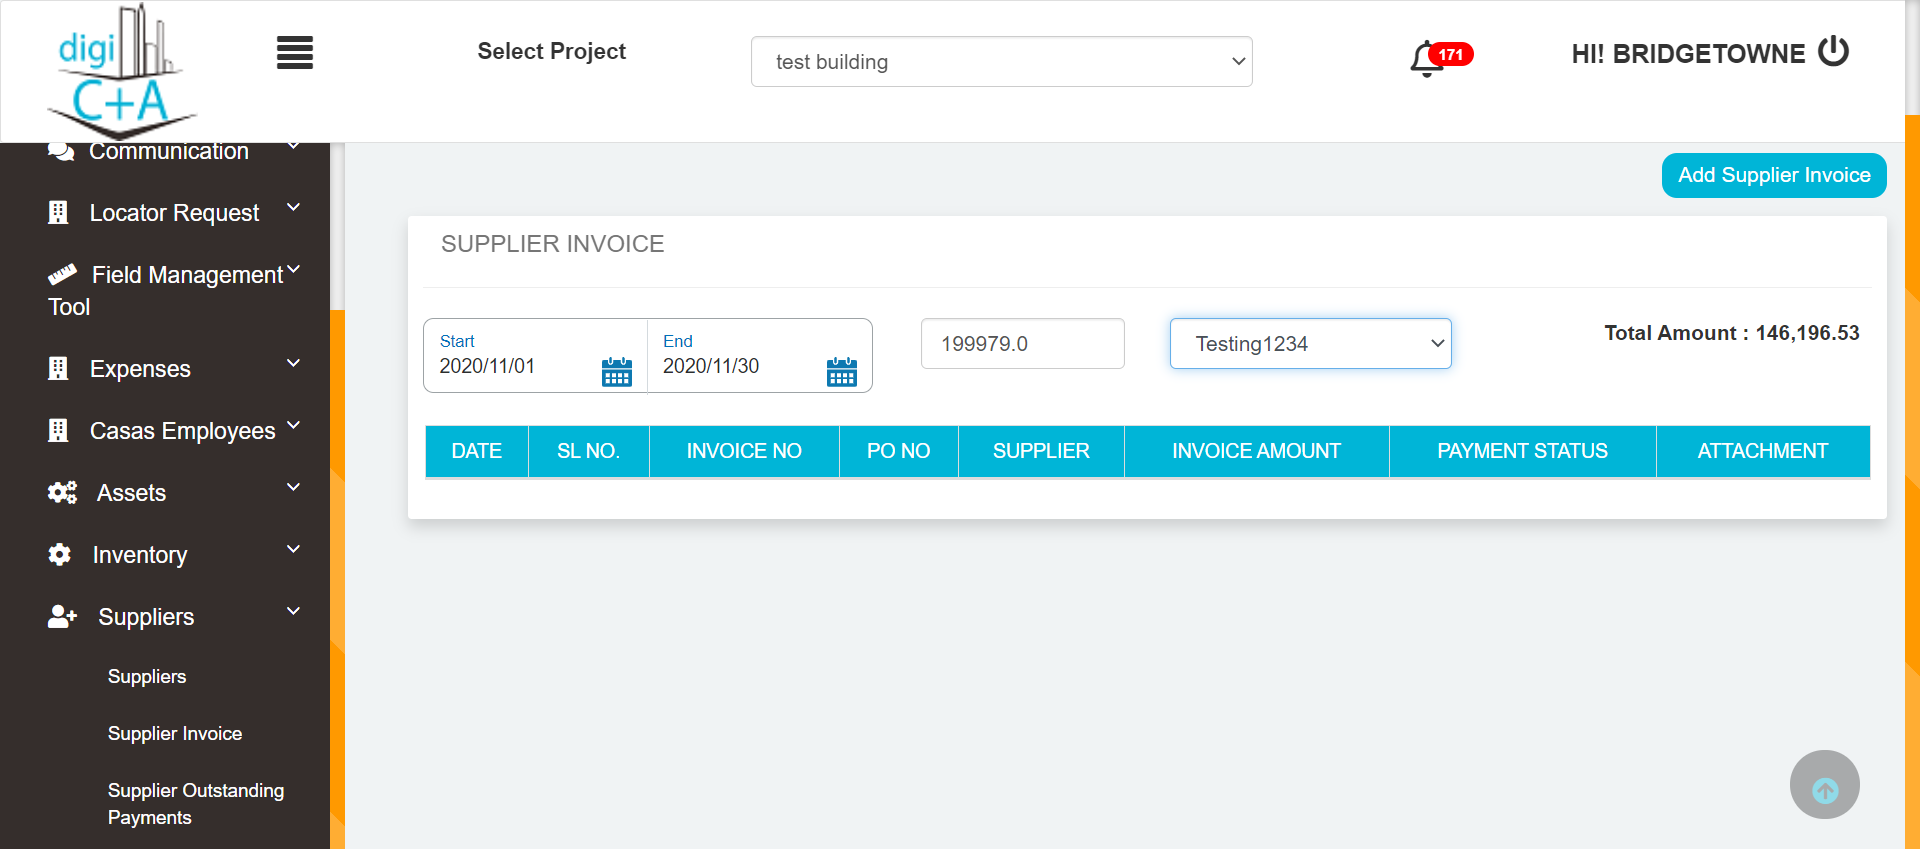 digi
C+A
Select Project
test building
171
HI! BRIDGETOWNE
Communication
Locator Request
Field Management
Tool
Expenses
Casas Employees
Assets
Inventory
Suppliers
Suppliers
Supplier Invoice
Supplier Outstanding
Payments
Add Supplier Invoice
SUPPLIER INVOICE
Start
2020/11/01
End
2020/11/30
199979.0
Testing1234
Total Amount : 146,196.53
DATE SL NO. INVOICE NO PO NO SUPPLIER INVOICE AMOUNT PAYMENT STATUS ATTACHMENT